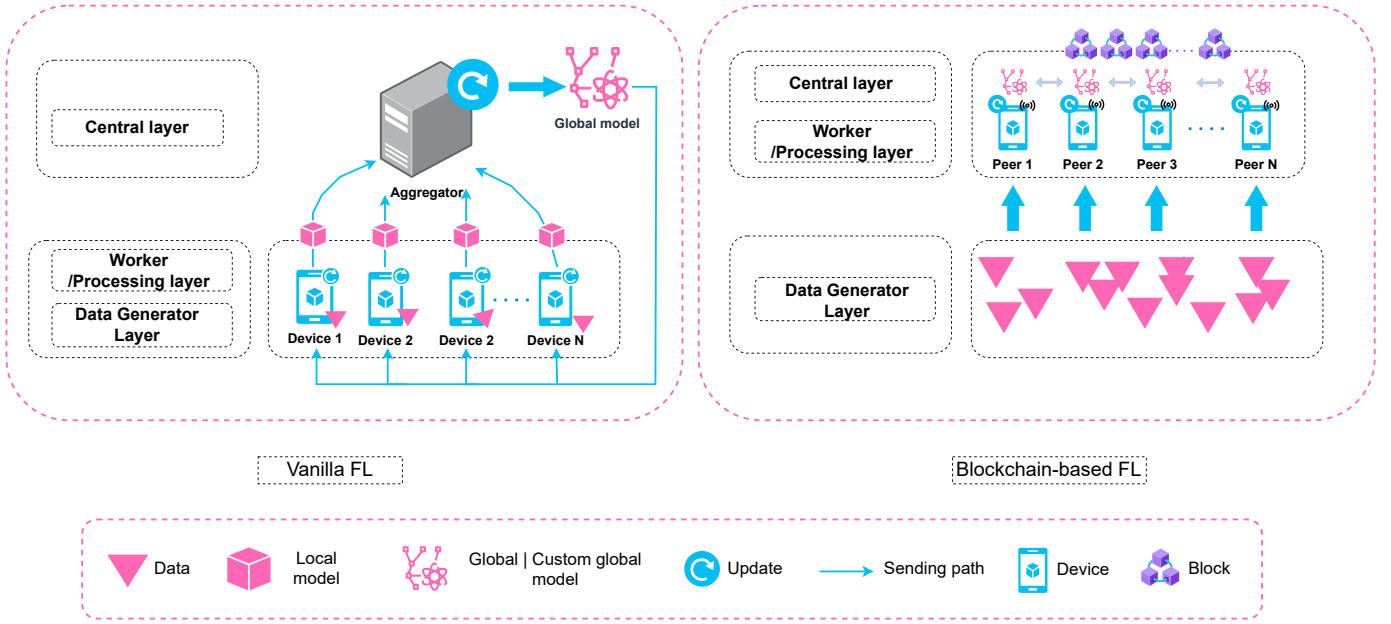 Central layer
Global model
Aggregator
Worker
/Processing layer
Data Generator
Layer
Device 1
Device 2
Device 2
Device N
Central layer
Worker
/Processing layer
Peer 1
Peer 2
Peer 3
Peer N
Data Generator
Layer
Vanilla FL
Blockchain-based FL
Data
Local
model
Global | Custom global
model
Update
Sending path
Device
Block